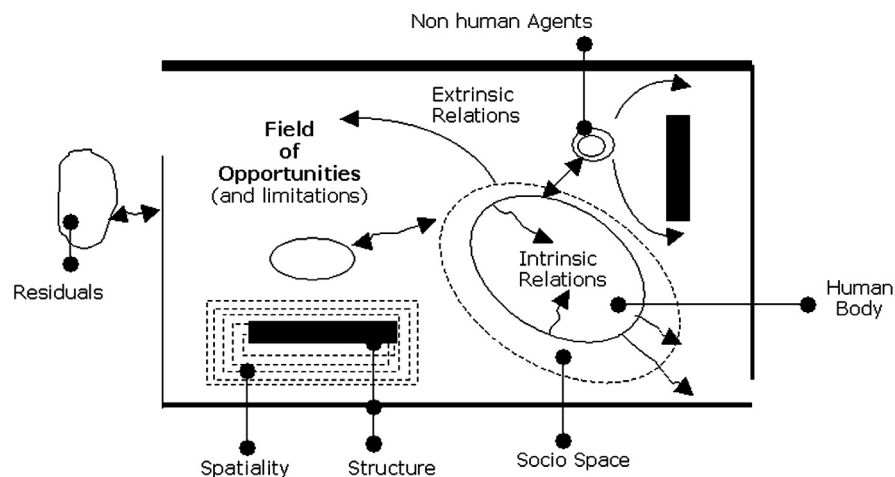 Non human Agents
Extrinsic
Relations
Field
of
Opportunities
(and limitations)
Intrinsic
Relations
Residuals
Human
Body
Spatiality
Structure
Socio Space